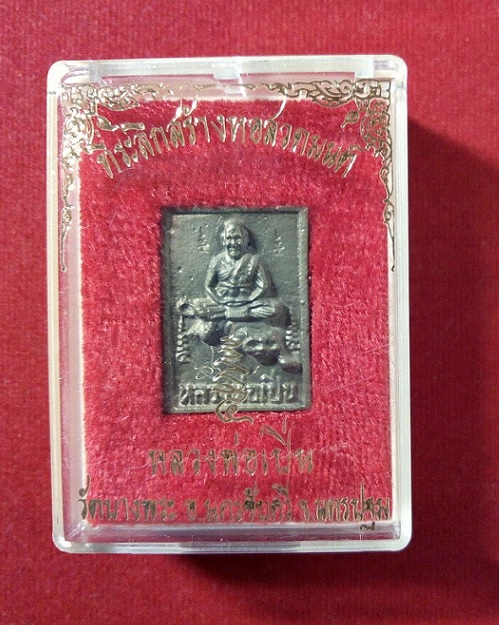 ที่ระลึกสร้างหอสวดมนต์
หลวงพ่อเปิ่น
หลวงพ่อเปิ่น
วัดบางพระ อ.นครชัยศรี จ.นครปฐม